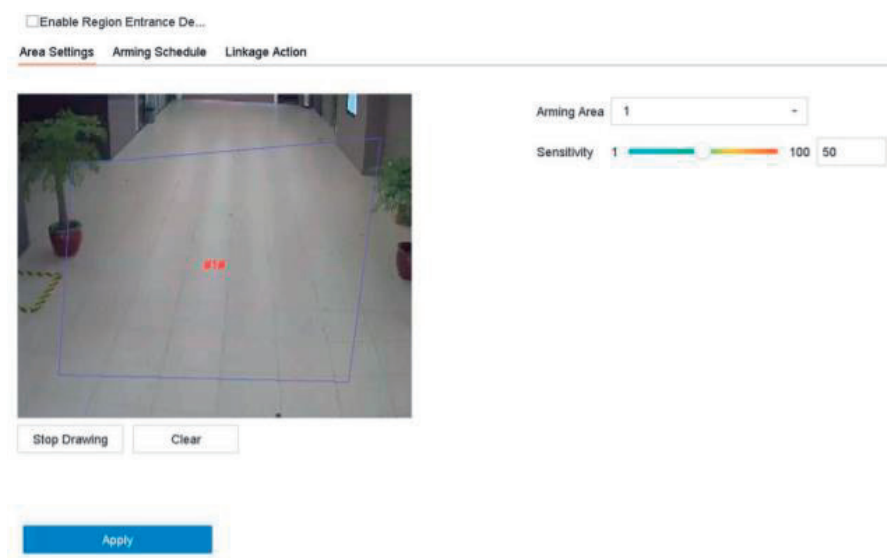 Enable Region Entrance De...
Area Settings Arming Schedule Linkage Action
Arming Area 1
Sensitivity 1 100 50
#1#
Stop Drawing Clear
Apply